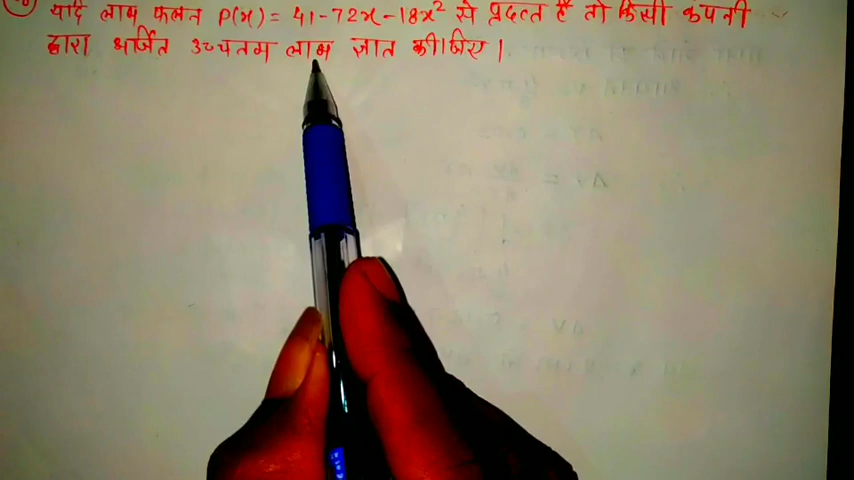 यदि लाभ फलन P(x) = 41-72x-18x² से प्रदत्त हैं तो किसी कंपनी
द्वारा अर्जित उच्चतम लाभ ज्ञात कीजिए।